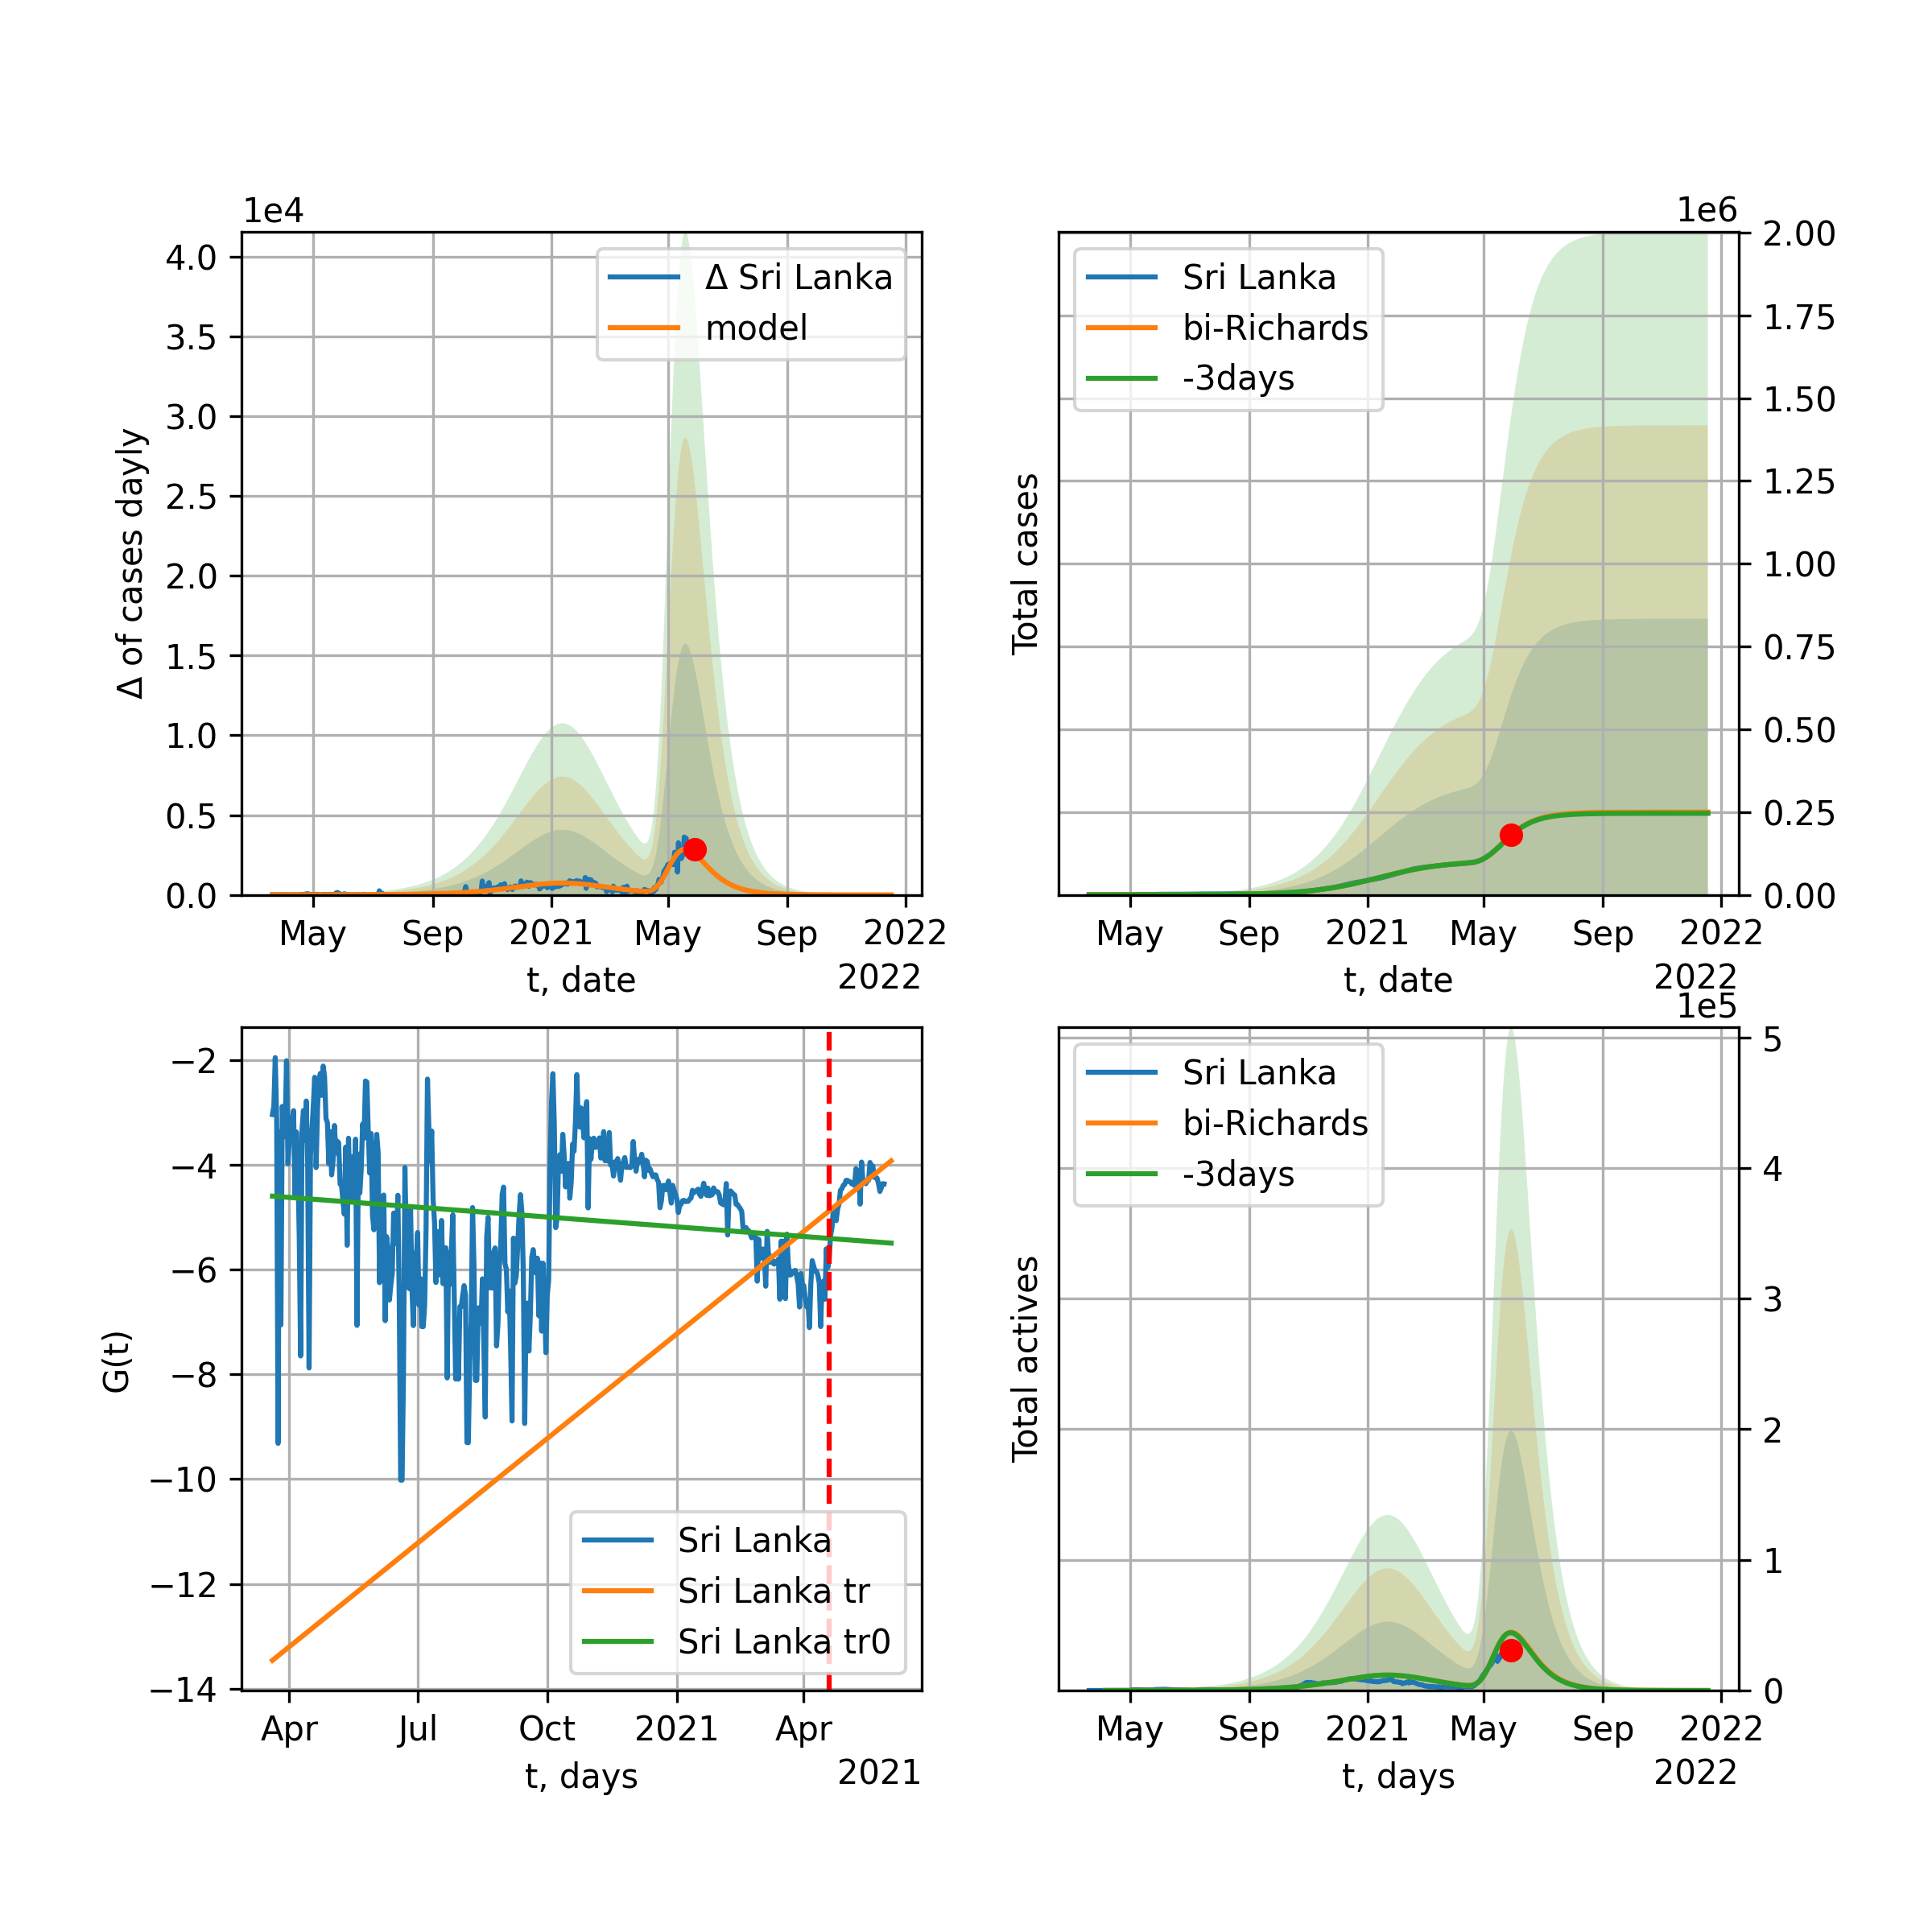 1e4
4.0
3.5
3.0
2.5
2.0
1.5
1.0
0.5
0.0
Δ of cases dayly
Δ Sri Lanka
model
May Sep 2021 May Sep 2022
t, date
2022
1e6
2.00
1.75
1.50
1.25
1.00
0.75
0.50
0.25
0.00
Total cases
Sri Lanka
bi-Richards
-3days
May Sep 2021 May Sep 2022
t, date
2022
−2
−4
−6
−8
−10
−12
−14
G(t)
Sri Lanka
Sri Lanka tr
Sri Lanka tr0
Apr Jul Oct 2021 Apr
t, days
2021
1e5
5
4
3
2
1
0
Total actives
Sri Lanka
bi-Richards
-3days
May Sep 2021 May Sep 2022
t, days
2022